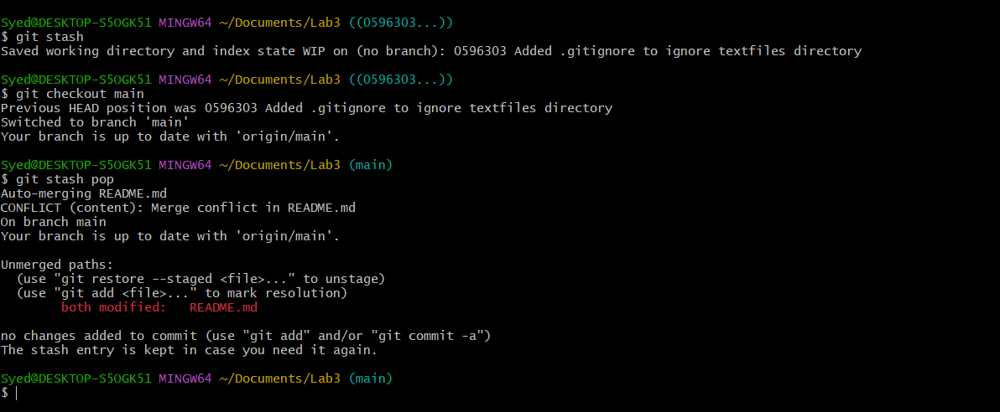 Syed@DESKTOP-S5OGK51 MINGW64 ~/Documents/Lab3 ((0596303...))
$ git stash
Saved working directory and index state WIP on (no branch): 0596303 Added .gitignore to ignore textfiles directory
Syed@DESKTOP-S5OGK51 MINGW64 ~/Documents/Lab3 ((0596303...))
$ git checkout main
Previous HEAD position was 0596303 Added .gitignore to ignore textfiles directory
Switched to branch 'main'
Your branch is up to date with 'origin/main'.
Syed@DESKTOP-S5OGK51 MINGW64 ~/Documents/Lab3 (main)
$ git stash pop
Auto-merging README.md
CONFLICT (content): Merge conflict in README.md
On branch main
Your branch is up to date with 'origin/main'.
Unmerged paths:
  (use "git restore --staged <file>..." to unstage)
  (use "git add <file>..." to mark resolution)
        both modified:   README.md
no changes added to commit (use "git add" and/or "git commit -a")
The stash entry is kept in case you need it again.
Syed@DESKTOP-S5OGK51 MINGW64 ~/Documents/Lab3 (main)
$